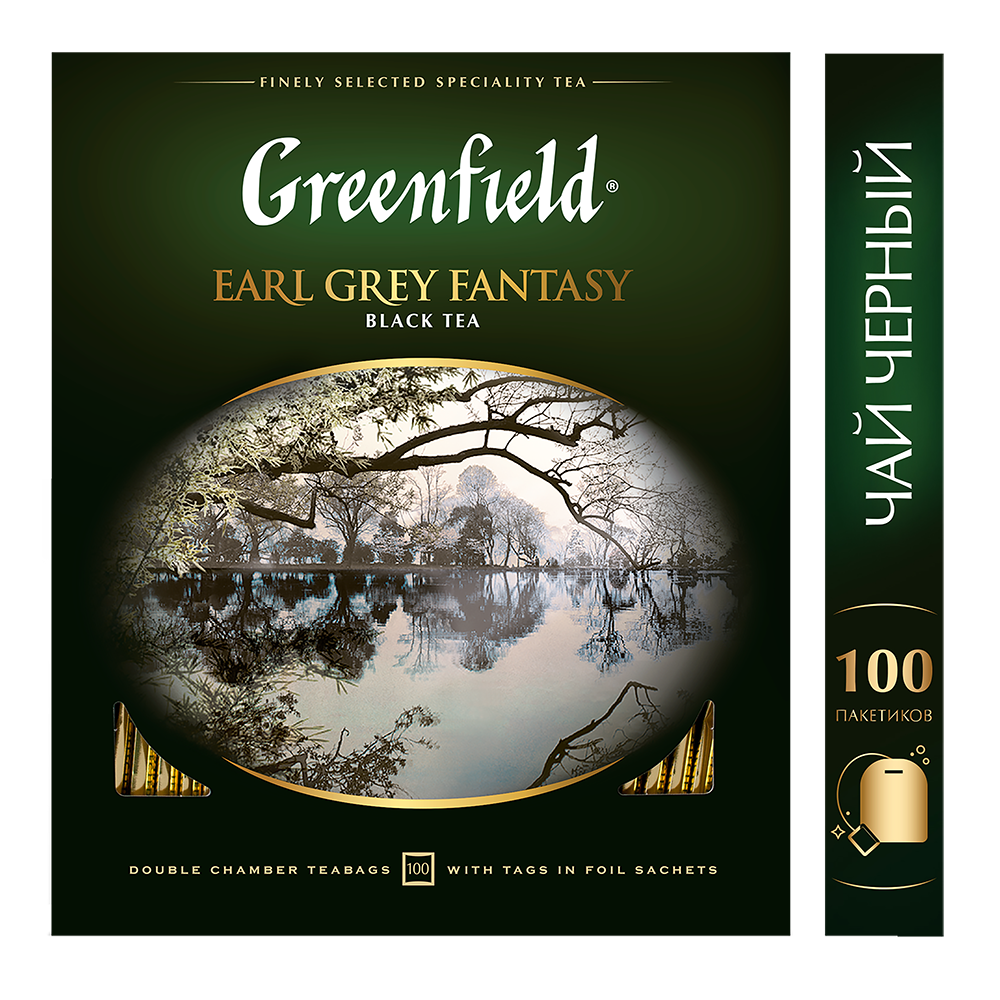 FINELY SELECTED SPECIALITY TEA
Greenfield®
EARL GREY FANTASY
BLACK TEA
DOUBLE CHAMBER TEABAGS 100 WITH TAGS IN FOIL SACHETS
ЧАЙ ЧЕРНЫЙ
100
ПАКЕТИКОВ